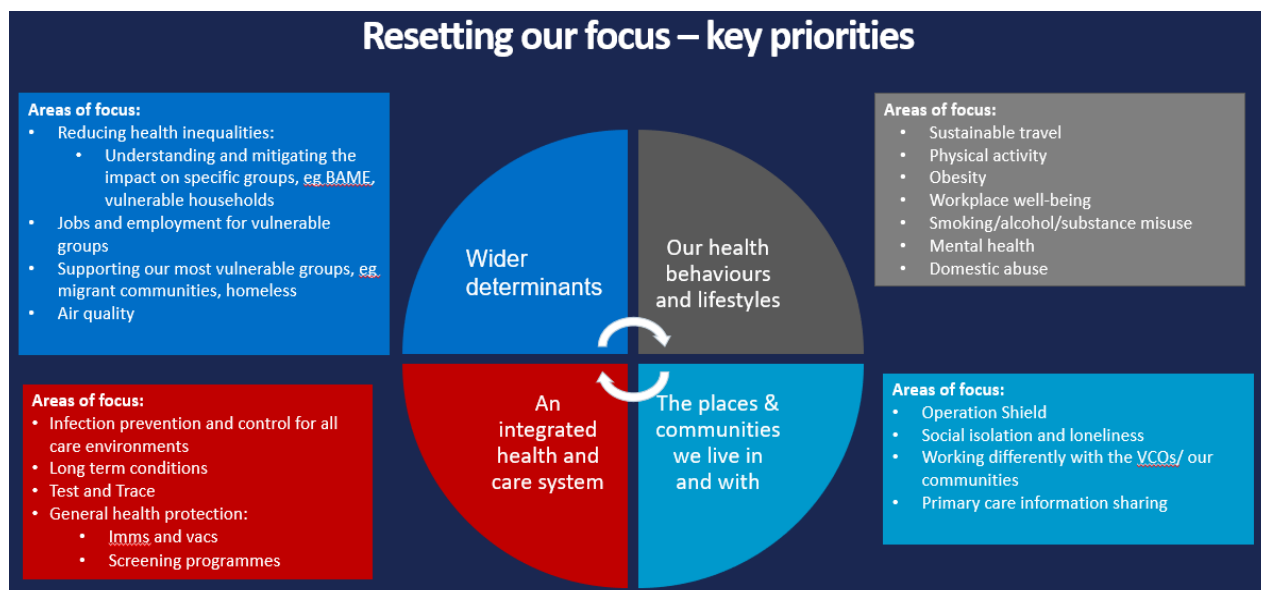 Resetting our focus – key priorities
Areas of focus:
• Reducing health inequalities:
• Understanding and mitigating the
impact on specific groups, eg BAME,
vulnerable households
• Jobs and employment for vulnerable
groups
• Supporting our most vulnerable groups, eg
migrant communities, homeless
• Air quality
Wider
determinants
Our health
behaviours
and lifestyles
Areas of focus:
• Sustainable travel
• Physical activity
• Obesity
• Workplace well-being
• Smoking/alcohol/substance misuse
• Mental health
• Domestic abuse
Areas of focus:
• Infection prevention and control for all
care environments
• Long term conditions
• Test and Trace
• General health protection:
• Imms and vacs
• Screening programmes
An
integrated
health and
care system
The places &
communities
we live in
and with
Areas of focus:
• Operation Shield
• Social isolation and loneliness
• Working differently with the VCOs/ our
communities
• Primary care information sharing